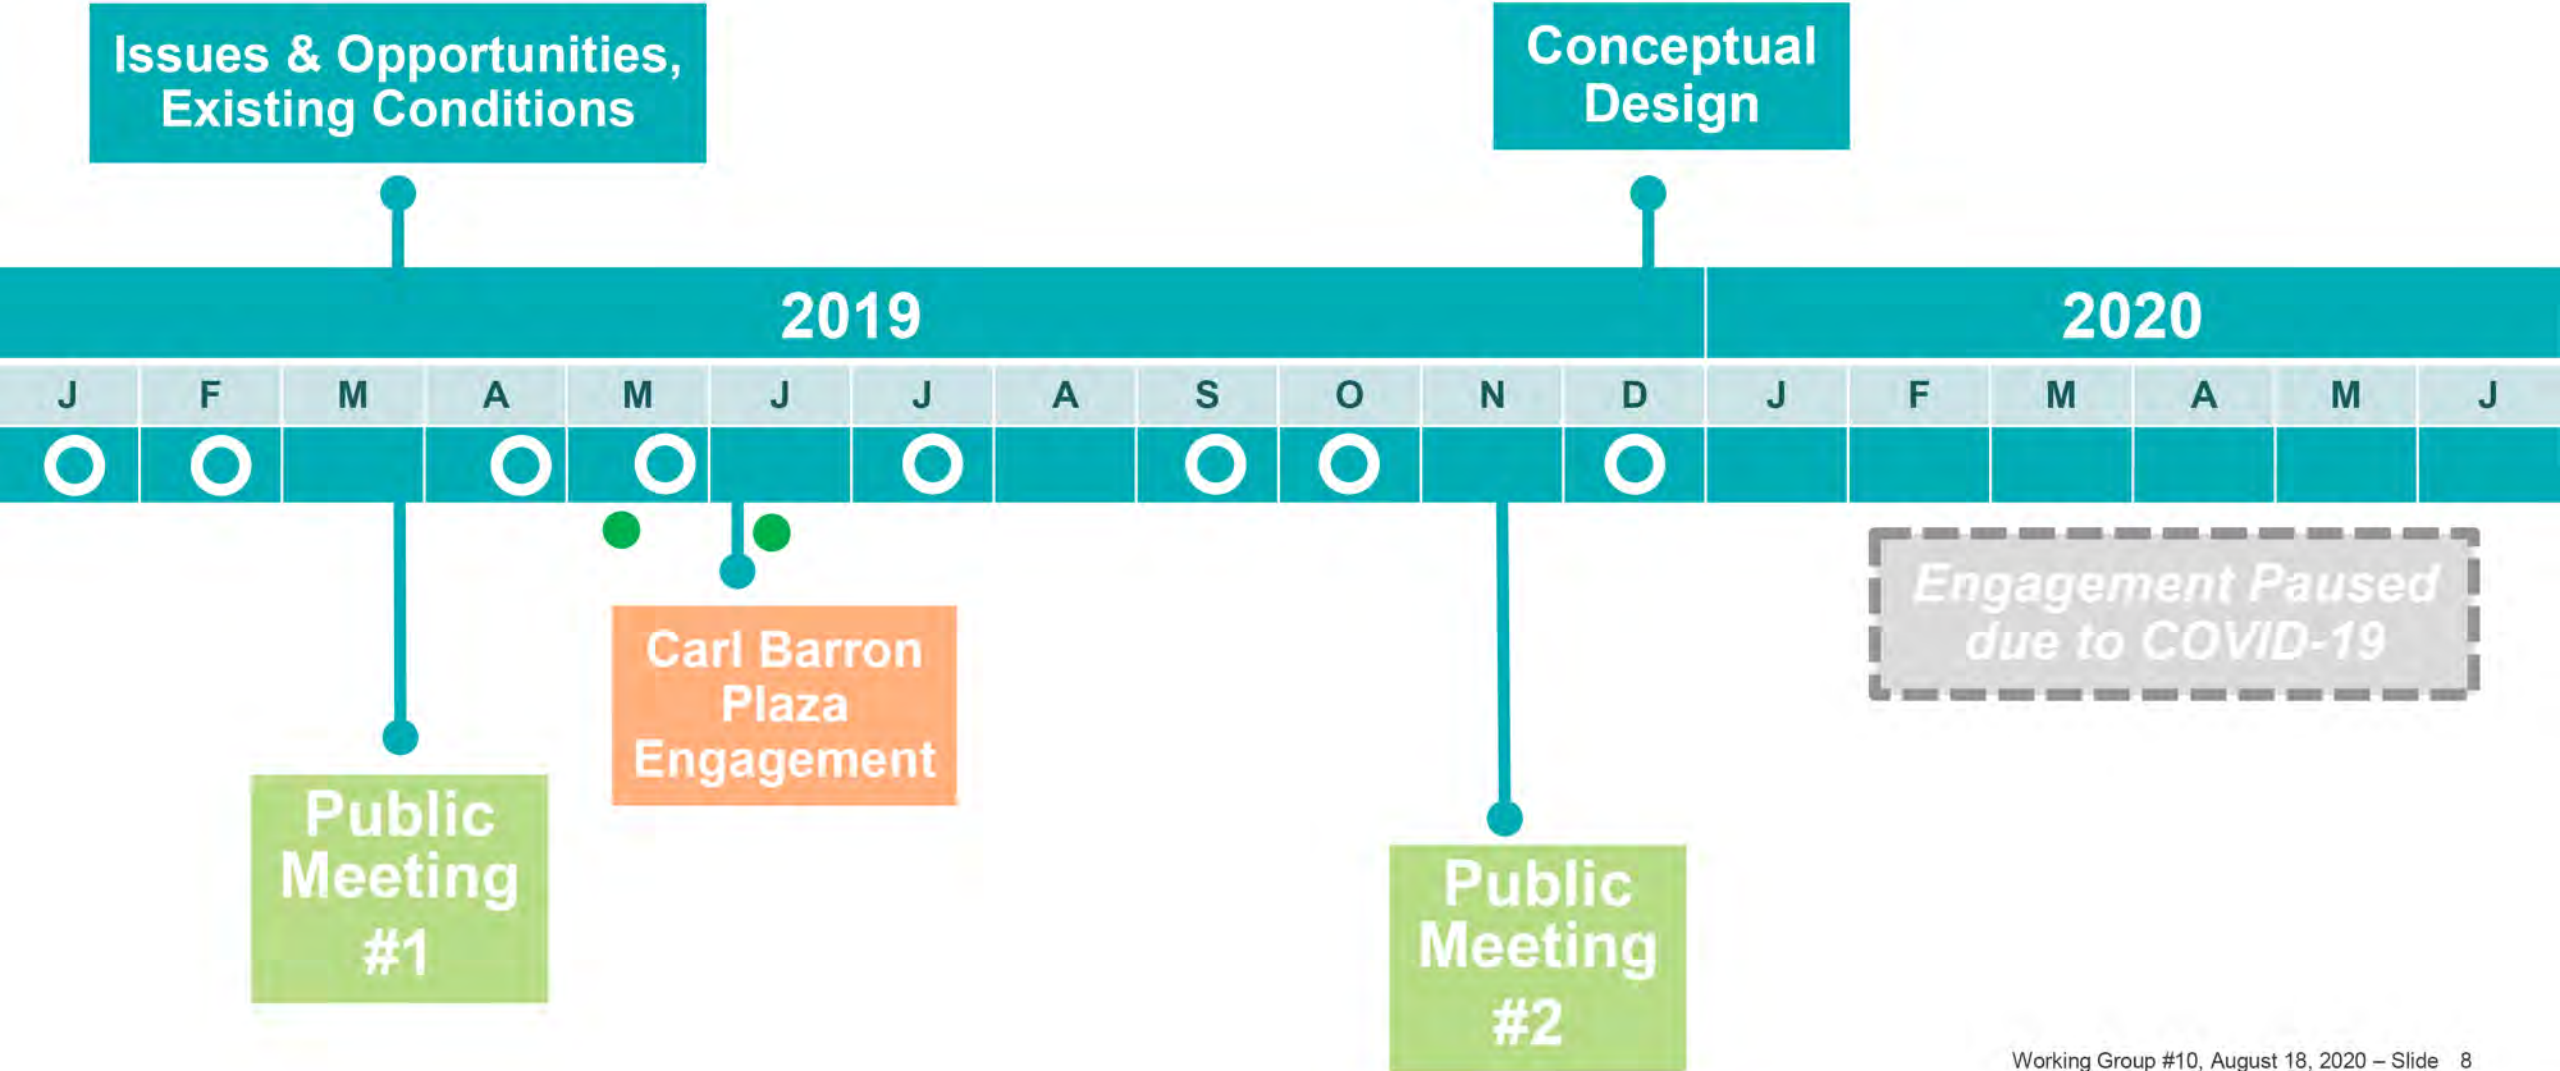 Issues & Opportunities,
Existing Conditions
Conceptual
Design
2019
2020
J F M A M J J A S O N D J F M A M J
Engagement Paused
due to COVID-19
Carl Barron
Plaza
Engagement
Public
Meeting
#1
Public
Meeting
#2
Working Group #10, August 18, 2020 – Slide 8